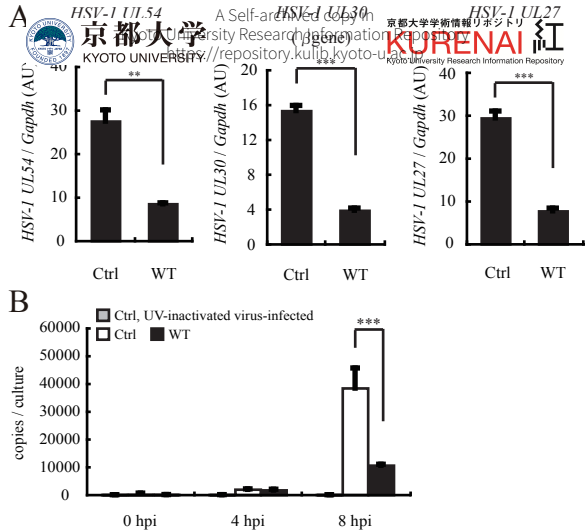 A
HSV-1 UL54
HSV-1 UL30
HSV-1 UL27
A Self-archived copy in
Kyoto University Research Information Repository
https://repository.kulib.kyoto-u.ac.jp
京都大学
KYOTO UNIVERSITY
京都大学学術情報リポジトリ
KURENAI 紅
Kyoto University Research Information Repository
HSV-1 UL54 / Gapdh (AU)
40
30
20
10
0
**
Ctrl WT
HSV-1 UL30 / Gapdh (AU)
20
16
12
8
4
0
***
Ctrl WT
HSV-1 UL27 / Gapdh (AU)
40
30
20
10
0
***
Ctrl WT
B
Ctrl, UV-inactivated virus-infected
Ctrl WT
copies / culture
60000
50000
40000
30000
20000
10000
0
***
0 hpi 4 hpi 8 hpi